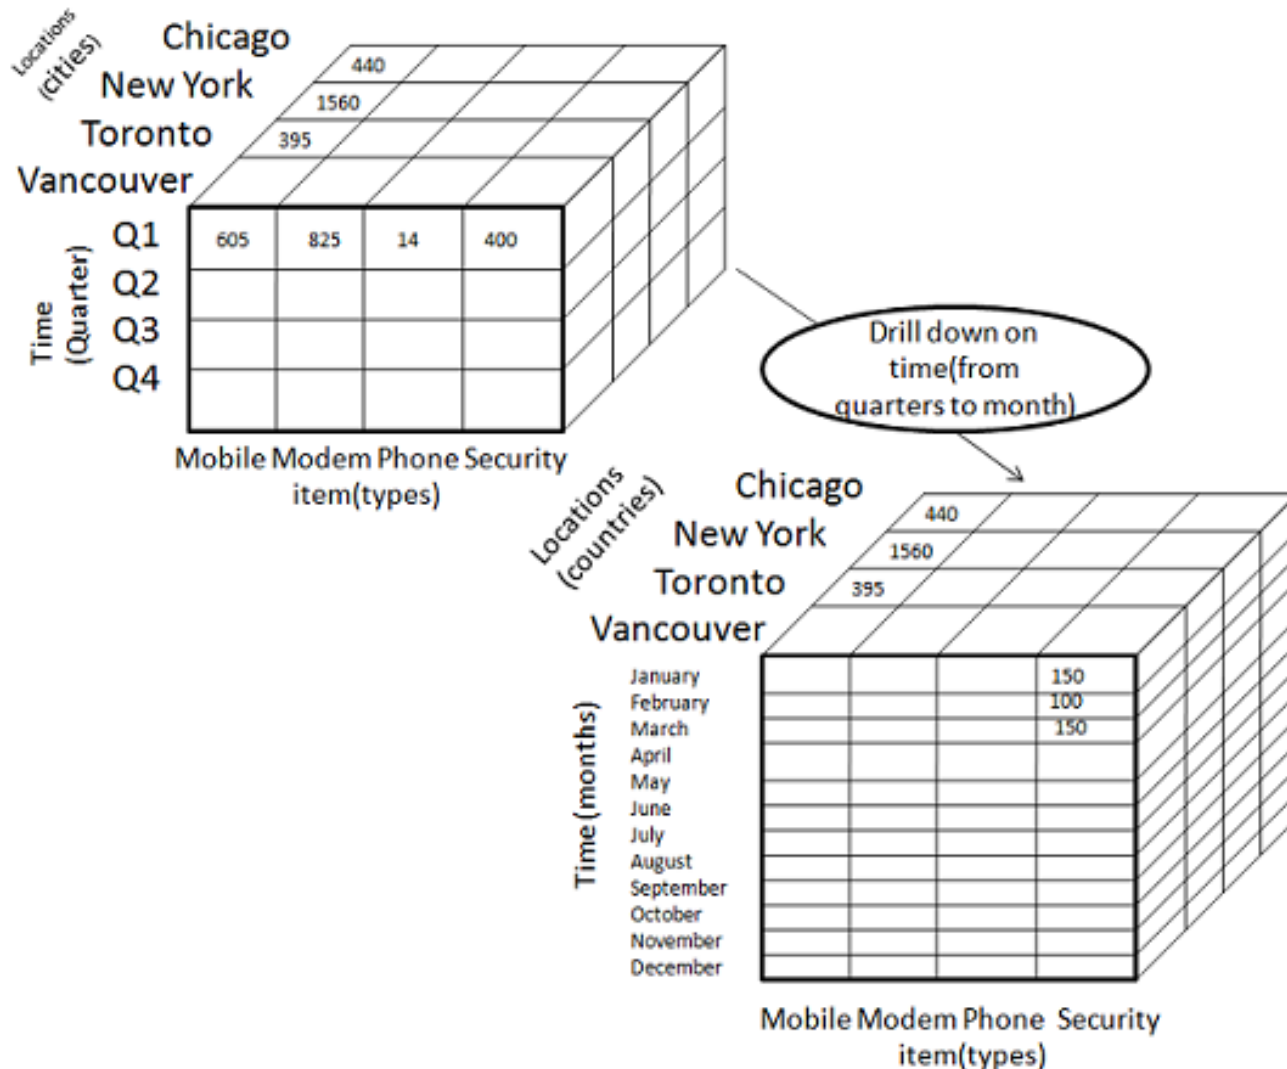 Locations
(cities)
Chicago
New York
Toronto
Vancouver
440
1560
395
Time
(Quarter)
Q1
Q2
Q3
Q4
605 825 14 400
Mobile Modem Phone Security
item(types)
Drill down on
time(from
quarters to month)
Locations
(countries)
Chicago
New York
Toronto
Vancouver
440
1560
395
Time (months)
January 150
February 100
March 150
April
May
June
July
August
September
October
November
December
Mobile Modem Phone Security
item(types)